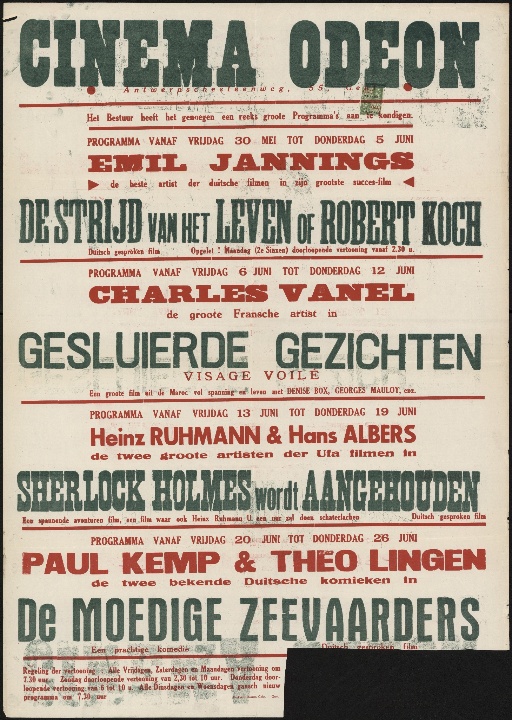 CINEMA ODEON
Antwerpschesteenweg, 55,
Het Bestuur heeft het genoegen een reeks groote Programma's aan te kondigen.
PROGRAMMA VANAF VRIJDAG 30 MEI TOT DONDERDAG 5 JUNI
EMIL JANNINGS
de beste artist der duitsche filmen in zijn grootste succes-film
DE STRIJD VAN HET LEVEN OF ROBERT KOCH
Duitsch gesproken film Opgelet ! Maandag (2e Sinxen) doorloopende vertooning vanaf 2.30 u.
PROGRAMMA VANAF VRIJDAG 6 JUNI TOT DONDERDAG 12 JUNI
CHARLES VANEL
de groote Fransche artist in
GESLUIERDE GEZICHTEN
VISAGE VOILÉ
Een groote film uit de Maroc vol spanning en leven met DENISE BOX, GEORGES MAULOY, enz.
PROGRAMMA VANAF VRIJDAG 13 JUNI TOT DONDERDAG 19 JUNI
Heinz RUHMANN & Hans ALBERS
de twee groote artisten der Ufa filmen in
SHERLOCK HOLMES wordt AANGEHOUDEN
Een spannende avonturen film, een film waar ook Heinz Ruhmann U een uur zal doen schaterlachen Duitsch gesproken film
PROGRAMMA VANAF VRIJDAG 20 JUNI TOT DONDERDAG 26 JUNI
PAUL KEMP & THEO LINGEN
de twee bekende Duitsche komieken in
De MOEDIGE ZEEVAARDERS
Een prachtige komedie Duitsch gesproken film
Regeling der vertooning Alle Vrijdagen, Zaterdagen en Maandagen Vertooning om
7.30 uur. Zondag doorloopende vertooning van 2,30 tot 10 uur. Donderdag door-
loopende vertooning van 6 tot 10 u. Alle Dinsdagen en Woensdagen gansch nieuw
programma om 7.30 uur